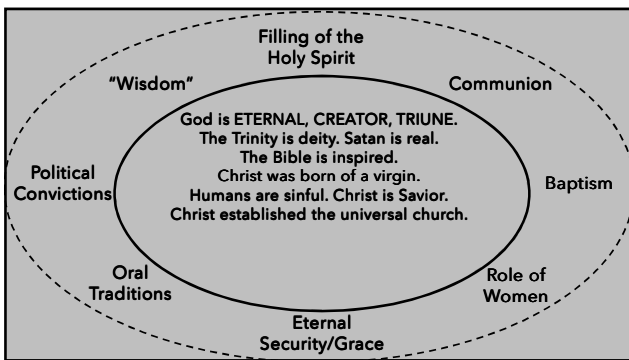 Filling of the
Holy Spirit
"Wisdom"
Communion
God is ETERNAL, CREATOR, TRIUNE.
The Trinity is deity. Satan is real.
The Bible is inspired.
Christ was born of a virgin.
Humans are sinful. Christ is Savior.
Christ established the universal church.
Political
Convictions
Baptism
Oral
Traditions
Role of
Women
Eternal
Security/Grace